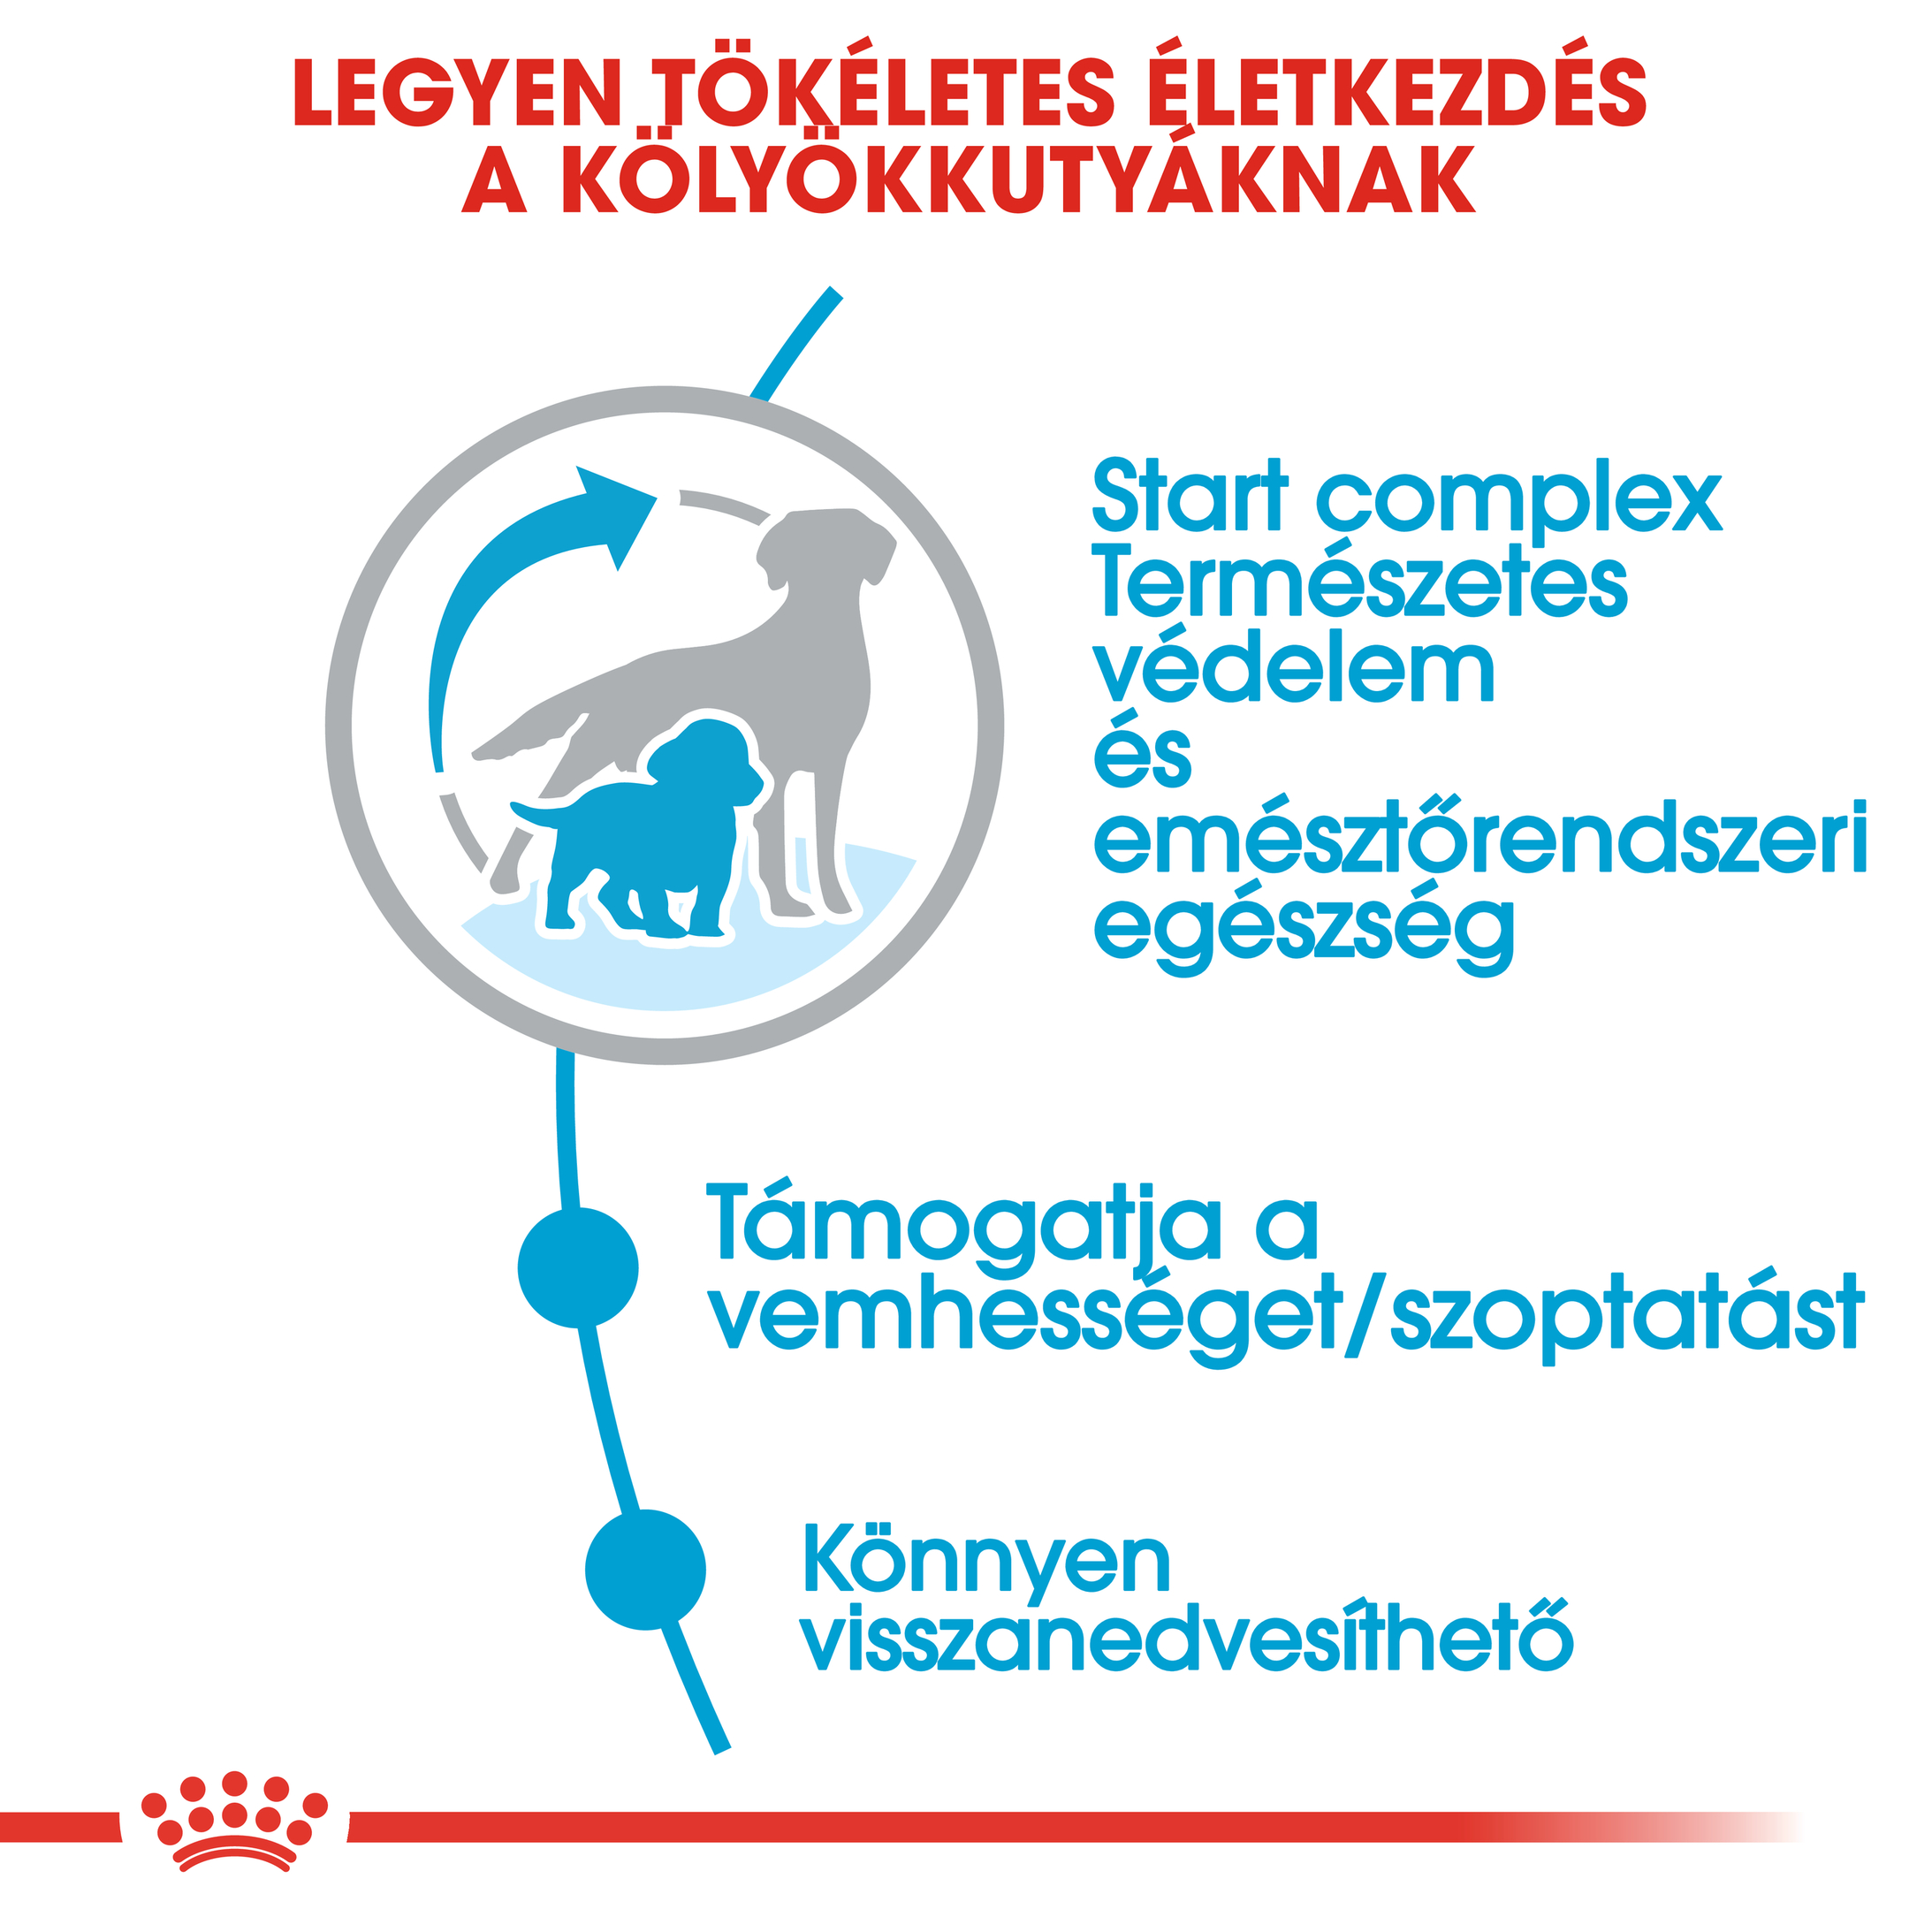 LEGYEN TÖKÉLETES ÉLETKEZDÉS
A KÖLYÖKKUTYÁKNAK
Start complex
Természetes
védelem
és
emésztőrendszeri
egészség
Támogatja a
vemhességet/szoptatást
Könnyen
visszanedvesíthető